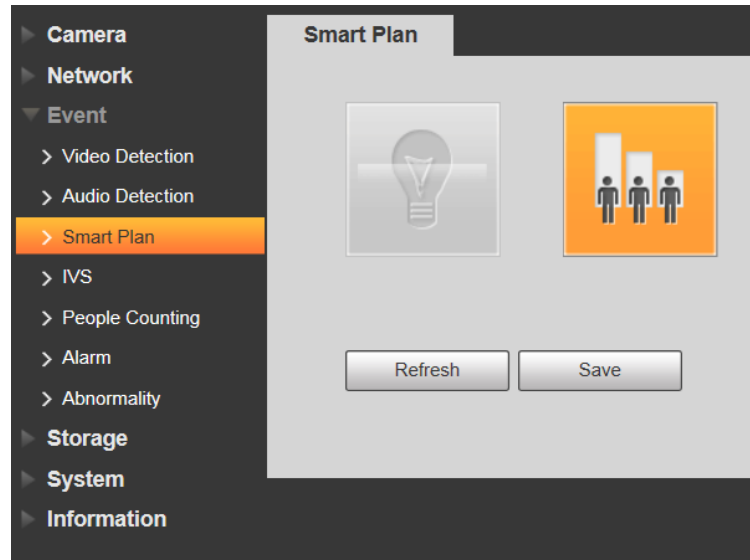 Camera
Network
Event
Video Detection
Audio Detection
Smart Plan
IVS
People Counting
Alarm
Abnormality
Storage
System
Information
Smart Plan
Refresh
Save